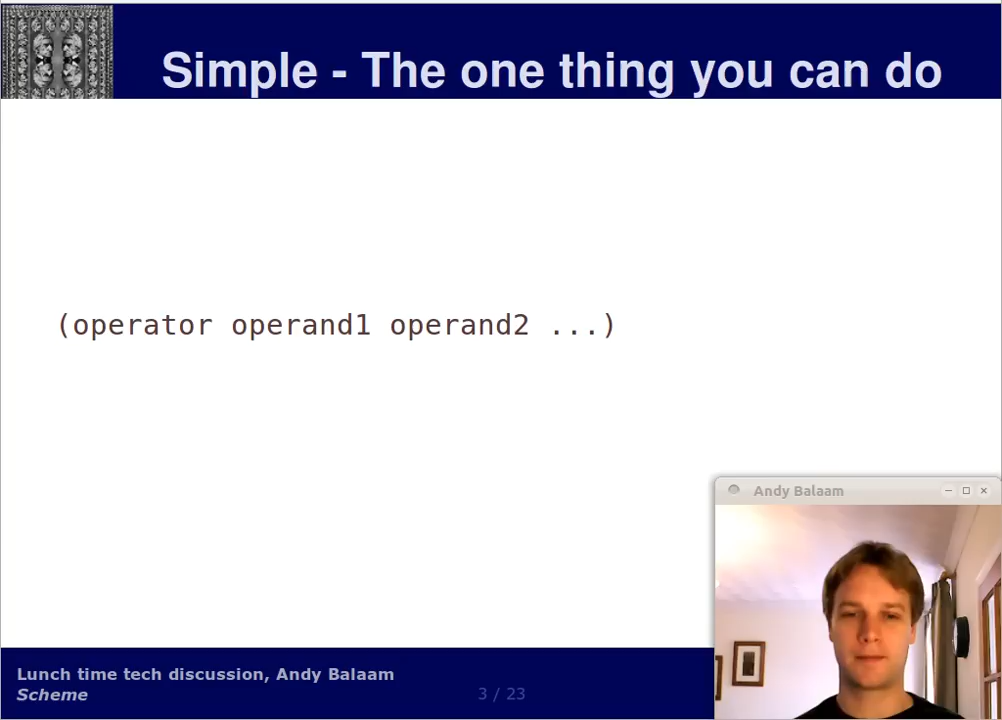 Simple - The one thing you can do
(operator operand1 operand2 ...)
Andy Balaam
Lunch time tech discussion, Andy Balaam
Scheme
3 / 23